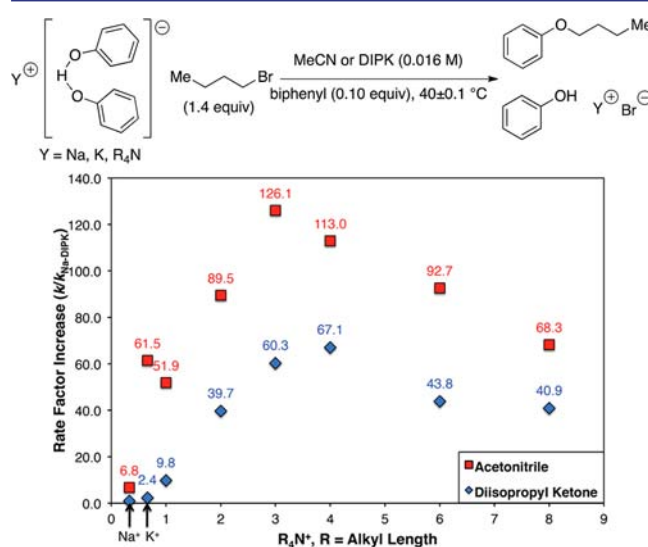 Y⊕
O
H
O
⊖
Y = Na, K, R₄N
Me
Br
(1.4 equiv)
MeCN or DIPK (0.016 M)
biphenyl (0.10 equiv), 40±0.1 °C
O
Me
OH
Y⊕ Br⊖
Rate Factor Increase (k/k_Na-DIPK)
140.0
120.0
100.0
80.0
60.0
40.0
20.0
0.0
126.1
113.0
89.5
92.7
61.5
51.9
68.3
60.3
67.1
39.7
43.8
40.9
6.8
2.4
9.8
Acetonitrile
Diisopropyl Ketone
0 1 2 3 4 5 6 7 8 9
Na⁺ K⁺
R₄N⁺, R = Alkyl Length